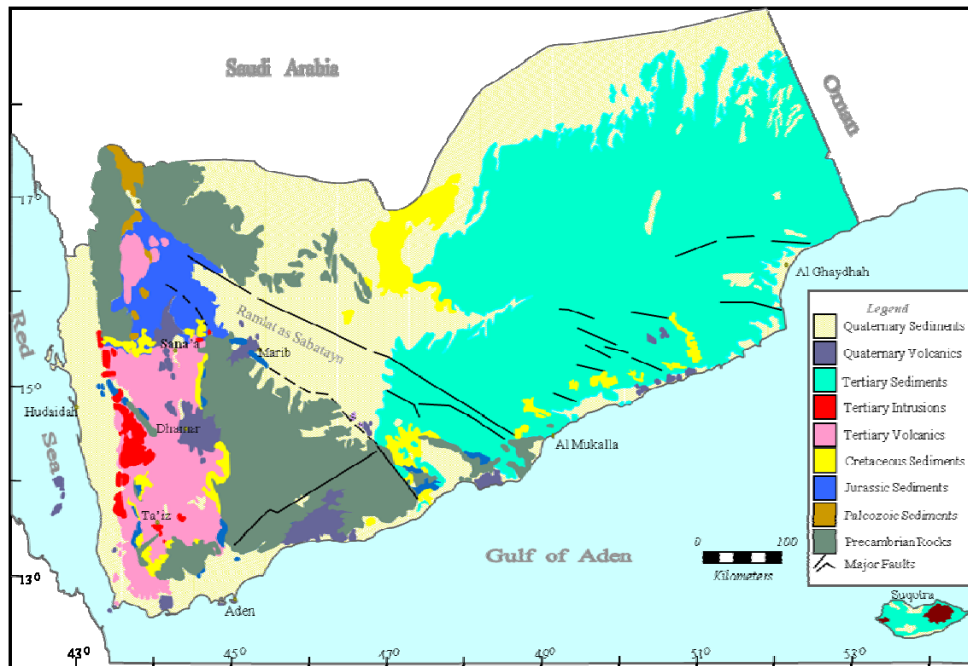 Saudi Arabia
Oman
17°
Al Ghaydhah
Ramlat as Sabatayn
Red
Sea
Sana'a
Marib
15°
Hudaidah
Dhamar
Al Mukalla
Ta'iz
Gulf of Aden
13°
Aden
0 100
Kilometers
Legend
Quaternary Sediments
Quaternary Volcanics
Tertiary Sediments
Tertiary Intrusions
Tertiary Volcanics
Cretaceous Sediments
Jurassic Sediments
Paleozoic Sediments
Precambrian Rocks
Major Faults
Suqotra
43° 45° 47° 49° 51° 53°